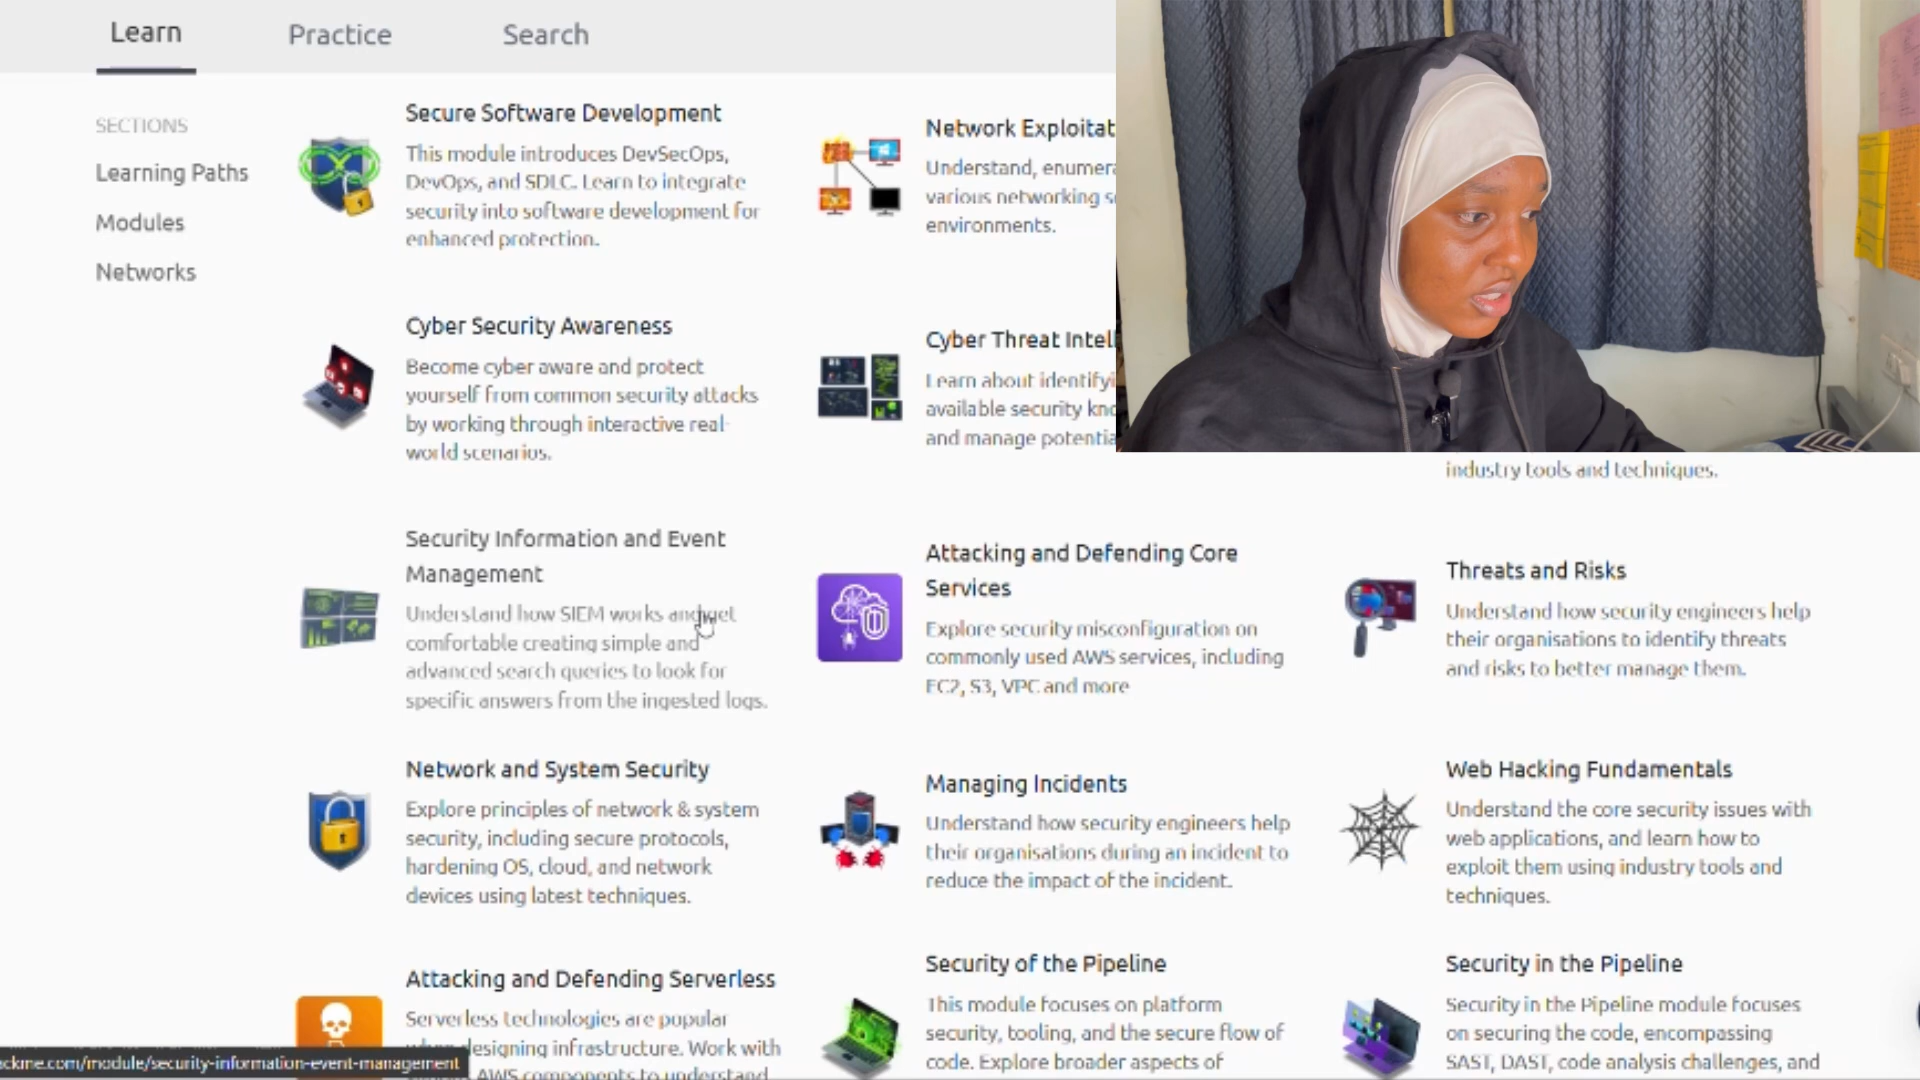 Learn
Practice
Search
SECTIONS
Learning Paths
Modules
Networks
Secure Software Development
This module introduces DevSecOps,
DevOps, and SDLC. Learn to integrate
security into software development for
enhanced protection.
Network Exploitat
Understand, enumera
various networking s
environments.
Cyber Security Awareness
Become cyber aware and protect
yourself from common security attacks
by working through interactive real-
world scenarios.
Cyber Threat Intel
Learn about identifyi
available security kno
and manage potentia
industry tools and techniques.
Security Information and Event
Management
Understand how SIEM works and get
comfortable creating simple and
advanced search queries to look for
specific answers from the ingested logs.
Attacking and Defending Core
Services
Explore security misconfiguration on
commonly used AWS services, including
EC2, S3, VPC and more
Threats and Risks
Understand how security engineers help
their organisations to identify threats
and risks to better manage them.
Network and System Security
Explore principles of network & system
security, including secure protocols,
hardening OS, cloud, and network
devices using latest techniques.
Managing Incidents
Understand how security engineers help
their organisations during an incident to
reduce the impact of the incident.
Web Hacking Fundamentals
Understand the core security issues with
web applications, and learn how to
exploit them using industry tools and
techniques.
Attacking and Defending Serverless
Serverless technologies are popular
when designing infrastructure. Work with
AWS components to understand
Security of the Pipeline
This module focuses on platform
security, tooling, and the secure flow of
code. Explore broader aspects of
Security in the Pipeline
Security in the Pipeline module focuses
on securing the code, encompassing
SAST, DAST, code analysis challenges, and
ackme.com/module/security-information-event-management